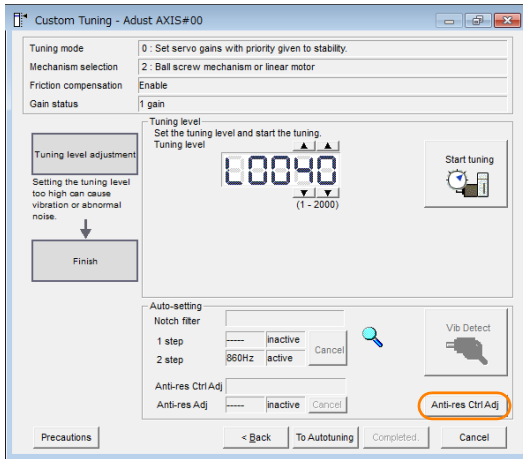 Custom Tuning - Adust AXIS#00
Tuning mode 0 : Set servo gains with priority given to stability.
Mechanism selection 2 : Ball screw mechanism or linear motor
Friction compensation Enable
Gain status 1 gain
Tuning level
Set the tuning level and start the tuning.
Tuning level
L0040
(1 - 2000)
Start tuning
Tuning level adjustment
Setting the tuning level
too high can cause
vibration or abnormal
noise.
Finish
Auto-setting
Notch filter
1 step ----- inactive
2 step 860Hz active
Cancel
Vib Detect
Anti-res Ctrl Adj
Anti-res Adj ----- inactive Cancel
Anti-res Ctrl Adj
Precautions < Back To Autotuning Completed. Cancel